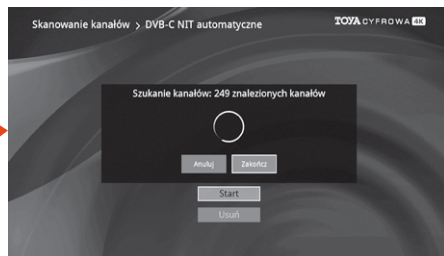 Skanowanie kanałów > DVB-C NIT automatyczne
TOYA CYFROWA 4K
Szukanie kanałów: 249 znalezionych kanałów
Anuluj
Zakończ
Start
Usuń